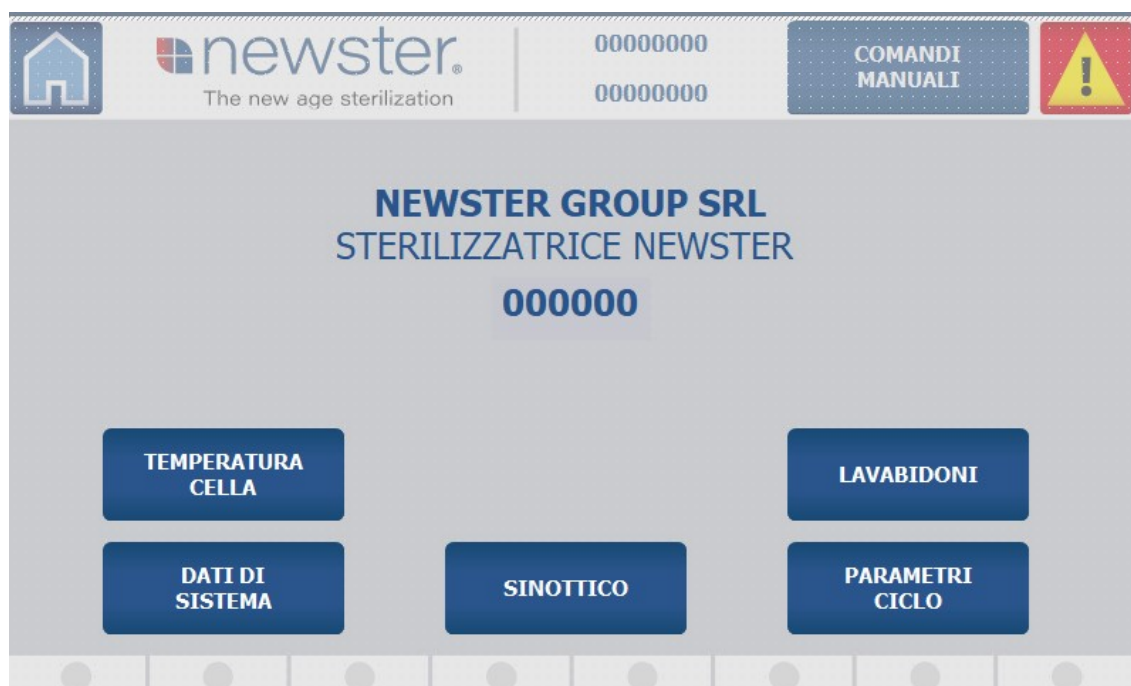 newster®
The new age sterilization
00000000
00000000
COMANDI
MANUALI
!
NEWSTER GROUP SRL
STERILIZZATRICE NEWSTER
000000
TEMPERATURA
CELLA
LAVABIDONI
DATI DI
SISTEMA
SINOTTICO
PARAMETRI
CICLO